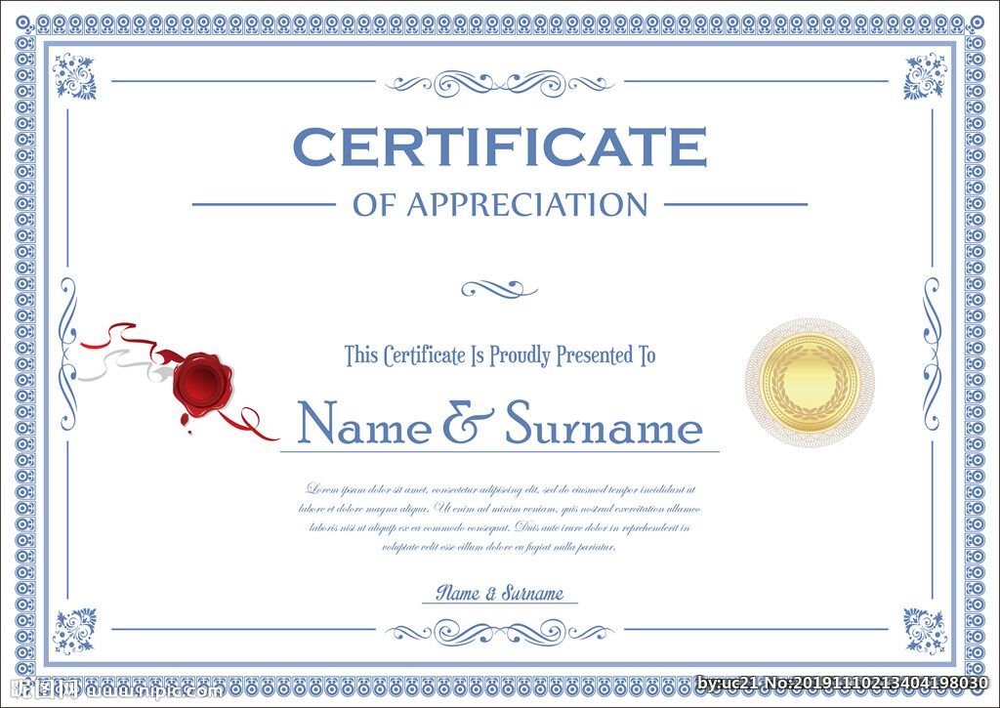 CERTIFICATE
OF APPRECIATION
This Certificate Is Proudly Presented To
Name & Surname
Lorem ipsum dolor sit amet, consectetur adipiscing elit, sed do eiusmod tempor incididunt ut
labore et dolore magna aliqua. Ut enim ad minim veniam, quis nostrud exercitation ullamco
laboris nisi ut aliquip ex ea commodo consequat. Duis aute irure dolor in reprehenderit in
voluptate velit esse cillum dolore eu fugiat nulla pariatur.
Name & Surname
昵图网 www.nipic.com
by:uc21 No:20191110213404198030